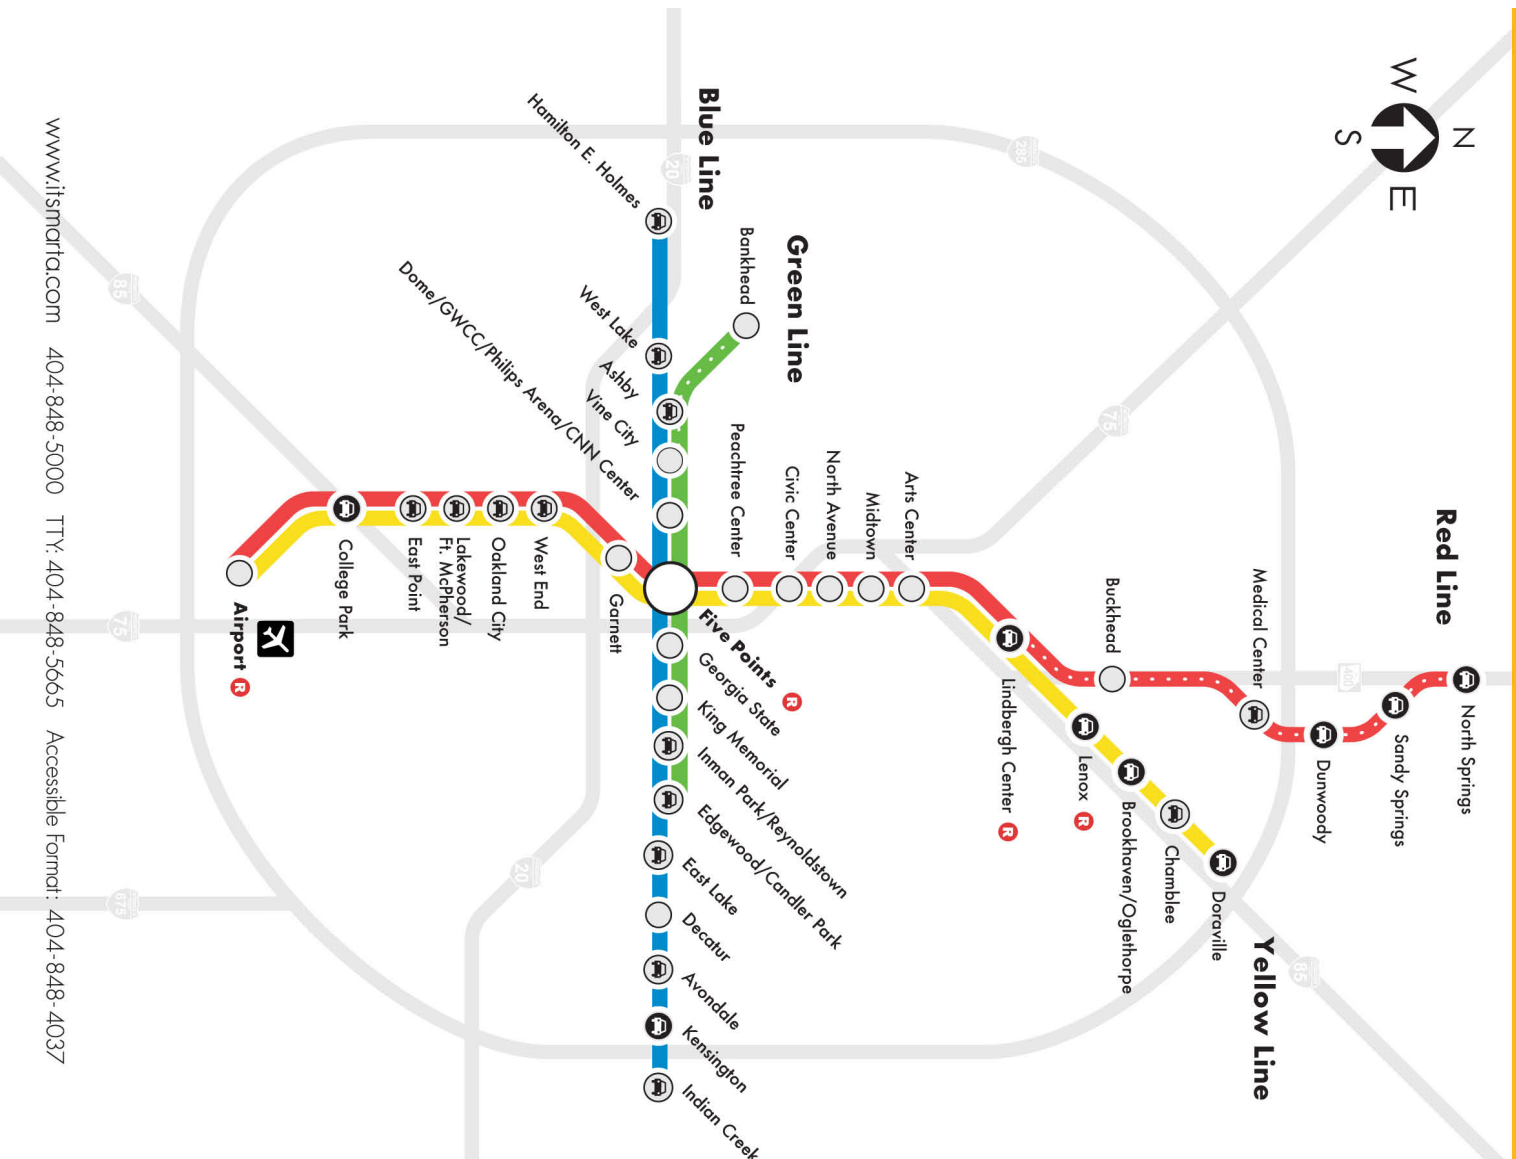 W
N
S
E
Blue Line
Green Line
Red Line
Yellow Line
Hamilton E. Holmes
West Lake
Ashby
Vine City
Dome/GWCC/Philips Arena/CNN Center
Bankhead
Five Points R
Georgia State
King Memorial
Inman Park/Reynoldstown
Edgewood/Candler Park
East Lake
Decatur
Avondale
Kensington
Indian Creek
North Springs
Sandy Springs
Dunwoody
Medical Center
Buckhead
Doraville
Chamblee
Brookhaven/Oglethorpe
Lenox R
Lindbergh Center R
Arts Center
Midtown
North Avenue
Civic Center
Peachtree Center
Garnett
West End
Oakland City
Lakewood/
Ft. McPherson
East Point
College Park
Airport R
20
285
75
400
85
85
75
675
20
www.itsmarta.com 404-848-5000 TTY: 404-848-5665 Accessible Format: 404-848-4037